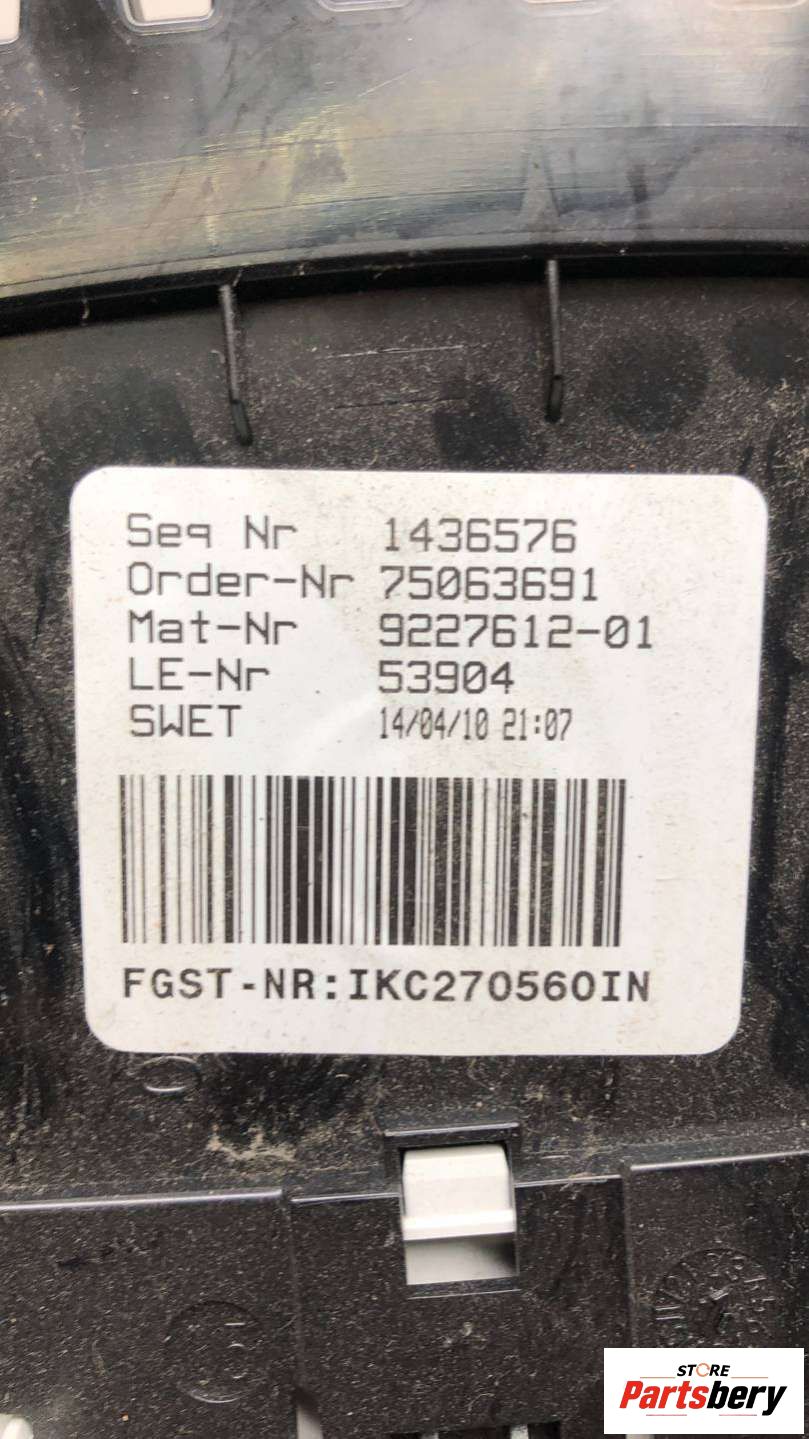 Seq Nr 1436576
Order-Nr 75063691
Mat-Nr 9227612-01
LE-Nr 53904
SWET 14/04/10 21:07
FGST-NR:IKC270560IN
STORE
Partsbery